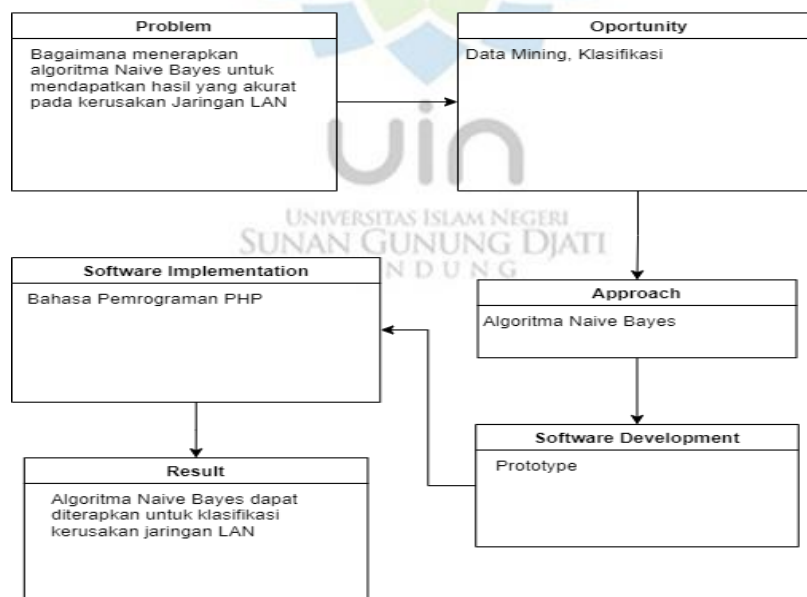 Problem
Bagaimana menerapkan
algoritma Naive Bayes untuk
mendapatkan hasil yang akurat
pada kerusakan Jaringan LAN
Oportunity
Data Mining, Klasifikasi
uin
UNIVERSITAS ISLAM NEGERI
SUNAN GUNUNG DJATI
Approach
Algoritma Naive Bayes
Software Development
Prototype
Software Implementation
Bahasa Pemrograman PHP
Result
Algoritma Naive Bayes dapat
diterapkan untuk klasifikasi
kerusakan jaringan LAN